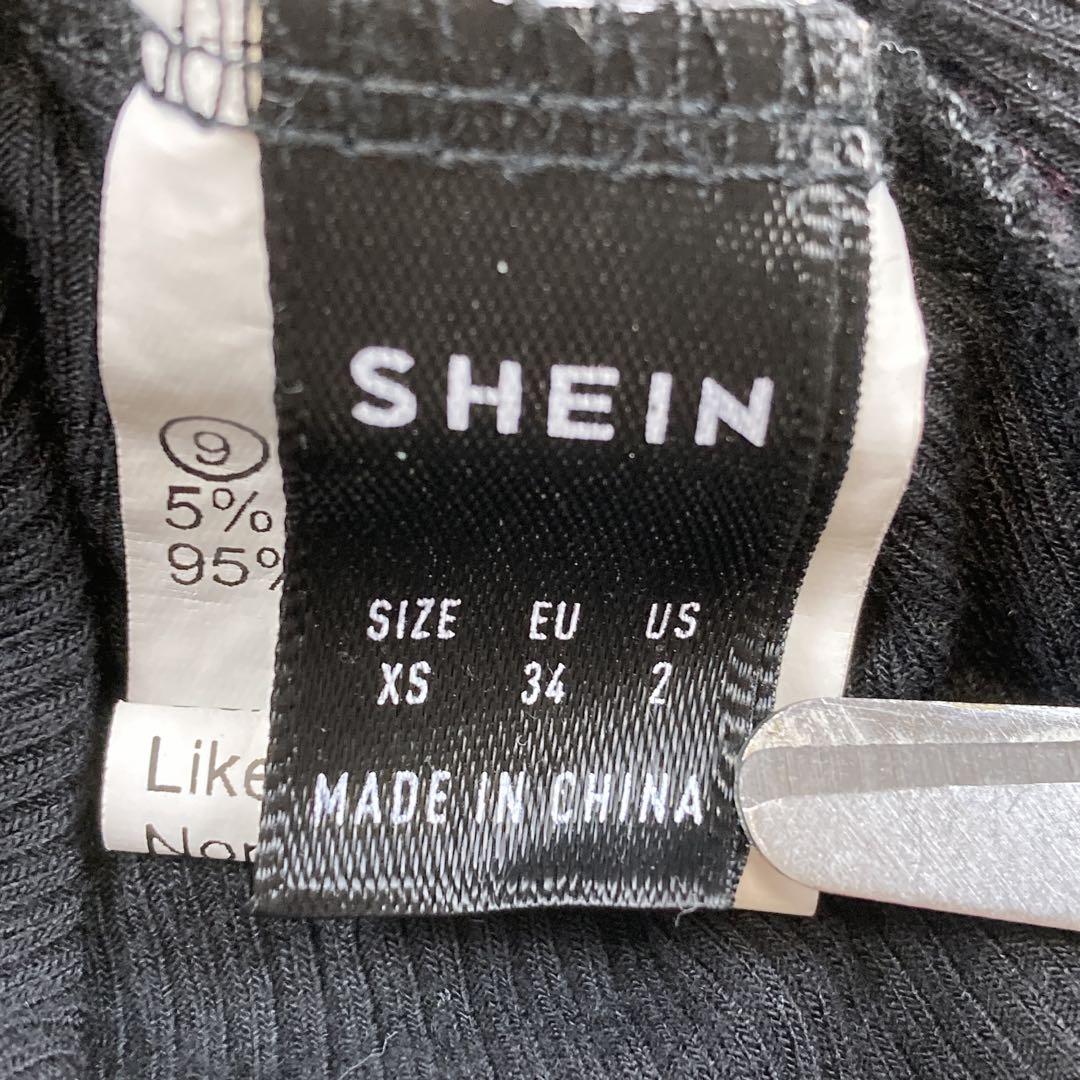 SHEIN
9
5%
95%
SIZE EU US
XS 34 2
MADE IN CHINA
Like